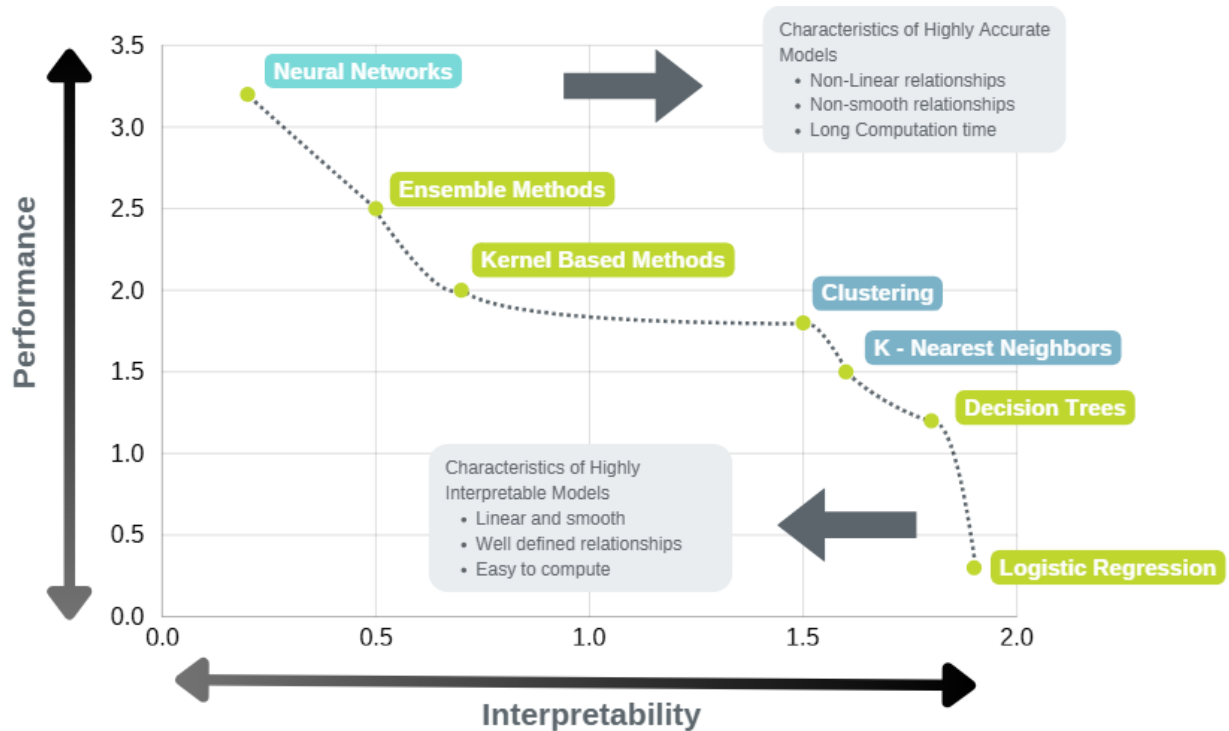 Characteristics of Highly Accurate
Models
• Non-Linear relationships
• Non-smooth relationships
• Long Computation time
3.5
Neural Networks
3.0
Ensemble Methods
2.5
Kernel Based Methods
2.0
Clustering
K - Nearest Neighbors
1.5
Decision Trees
1.0
Characteristics of Highly
Interpretable Models
• Linear and smooth
• Well defined relationships
• Easy to compute
0.5
Logistic Regression
0.0
Performance
0.0 0.5 1.0 1.5 2.0
Interpretability